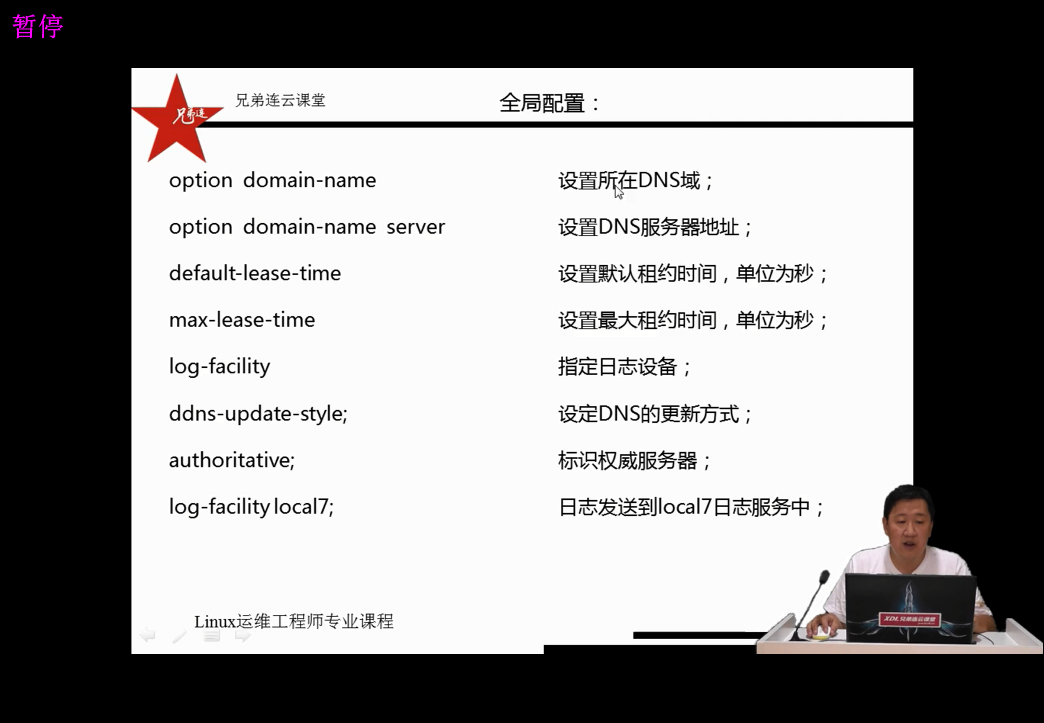 暂停
兄弟连云课堂
全局配置：
兄弟连
option domain-name 设置所在DNS域；
option domain-name server 设置DNS服务器地址；
default-lease-time 设置默认租约时间，单位为秒；
max-lease-time 设置最大租约时间，单位为秒；
log-facility 指定日志设备；
ddns-update-style; 设定DNS的更新方式；
authoritative; 标识权威服务器；
log-facility local7; 日志发送到local7日志服务中；
XDL兄弟连云课堂
Linux运维工程师专业课程